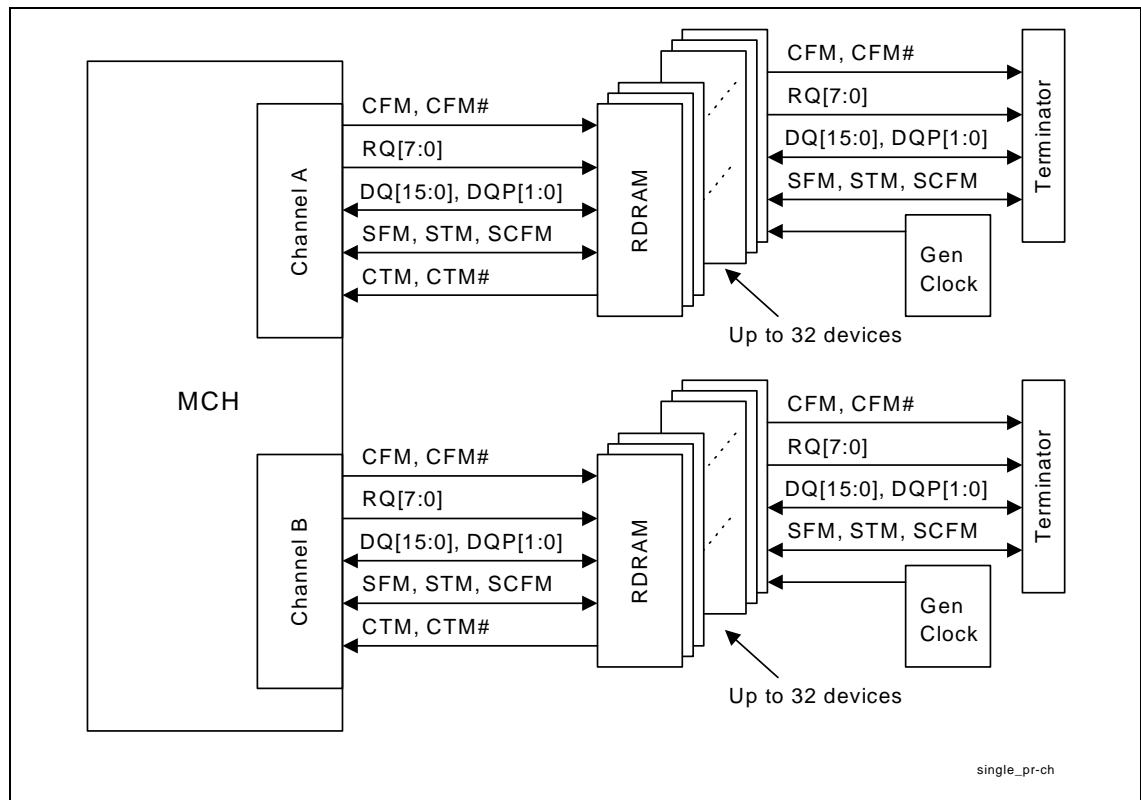 CFM, CFM#
RQ[7:0]
DQ[15:0], DQP[1:0]
SFM, STM, SCFM
Terminator
Gen
Clock
Channel A
CFM, CFM#
RQ[7:0]
DQ[15:0], DQP[1:0]
SFM, STM, SCFM
CTM, CTM#
RDRAM
Up to 32 devices
MCH
CFM, CFM#
RQ[7:0]
DQ[15:0], DQP[1:0]
SFM, STM, SCFM
Terminator
Gen
Clock
Channel B
CFM, CFM#
RQ[7:0]
DQ[15:0], DQP[1:0]
SFM, STM, SCFM
CTM, CTM#
RDRAM
Up to 32 devices
single_pr-ch